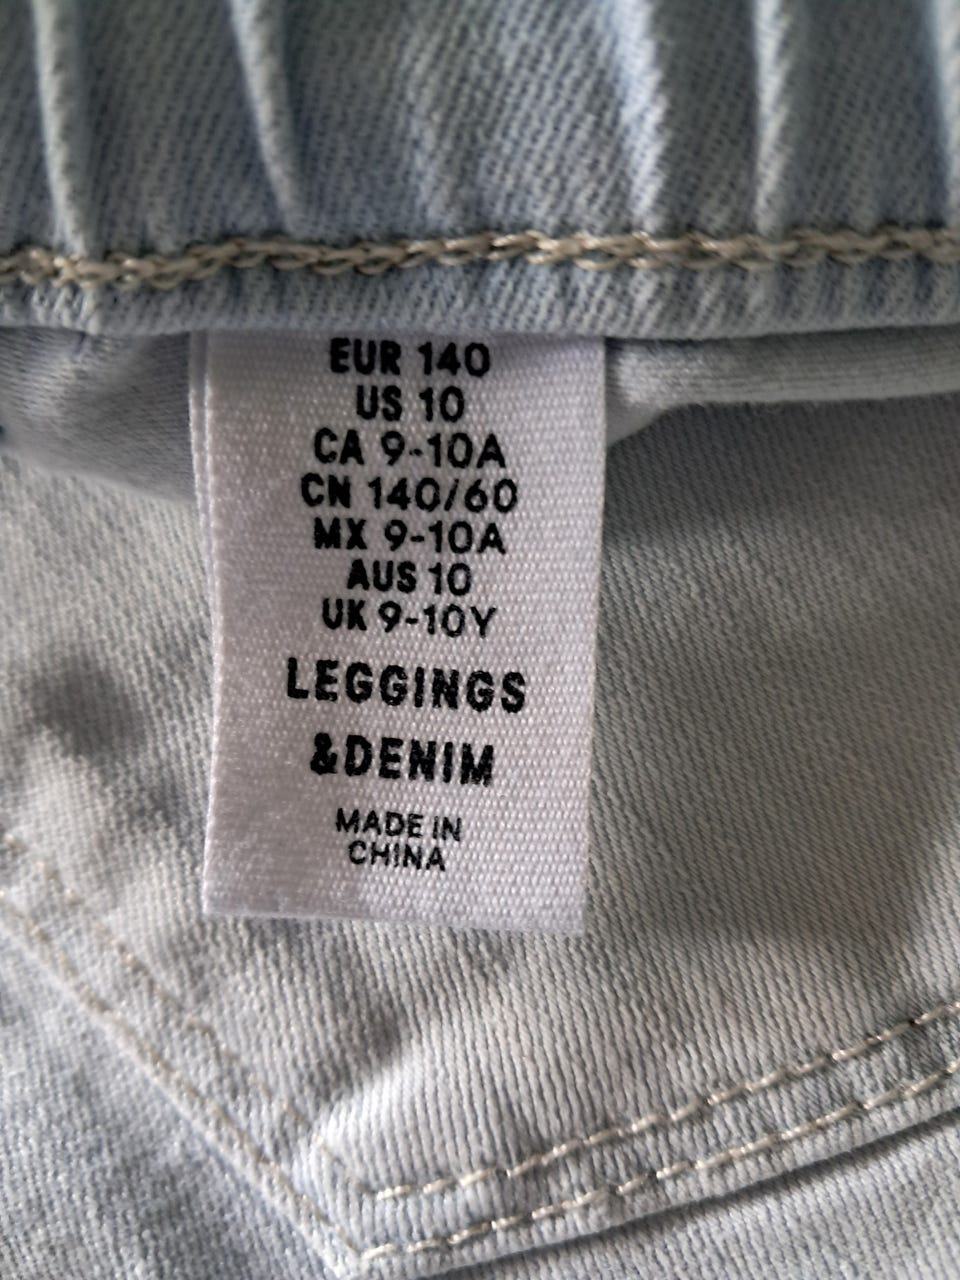 EUR 140
US 10
CA 9-10A
CN 140/60
MX 9-10A
AUS 10
UK 9-10Y
LEGGINGS
&DENIM
MADE IN
CHINA